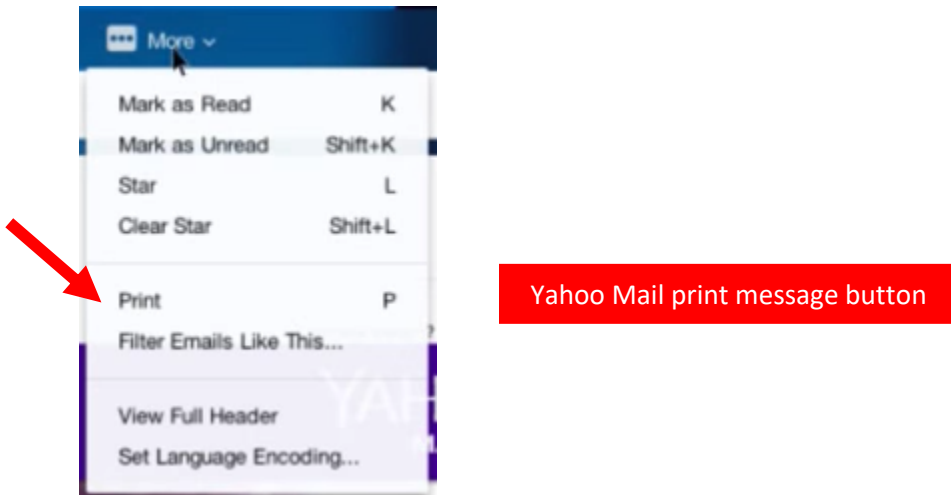 More
Mark as Read K
Mark as Unread Shift+K
Star L
Clear Star Shift+L
Print P
Filter Emails Like This...
View Full Header
Set Language Encoding...
Yahoo Mail print message button